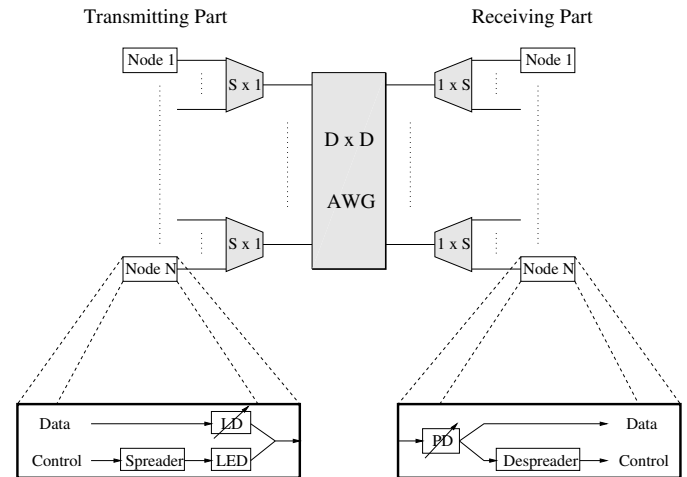 Transmitting Part Receiving Part
Node 1 S x 1 1 x S Node 1
D x D
AWG
S x 1 1 x S
Node N Node N
Data LD PD Data
Control Spreader LED Despreader Control